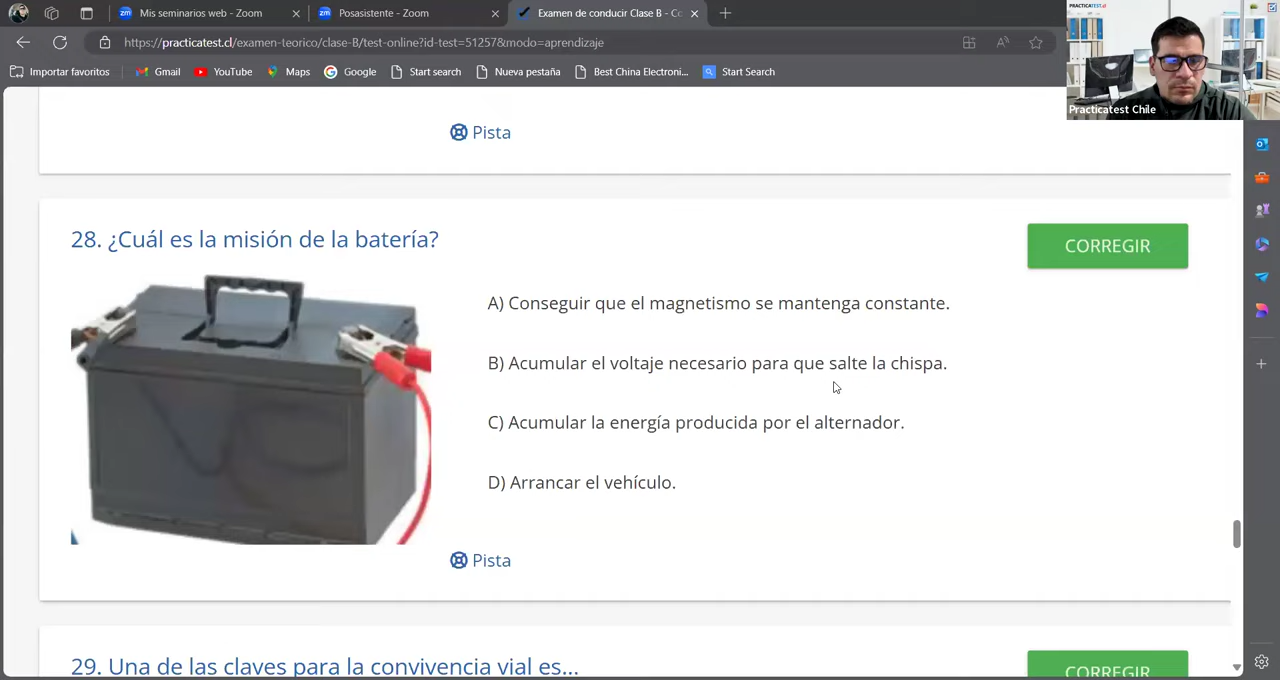 Mis seminarios web - Zoom
Posasistente - Zoom
Examen de conducir Clase B - Co
https://practicatest.cl/examen-teorico/clase-B/test-online?id-test=51257&modo=aprendizaje
Importar favoritos
Gmail
YouTube
Maps
Google
Start search
Nueva pestaña
Best China Electroni...
Start Search
PRACTICATEST.cl
Practicatest Chile
Pista
28. ¿Cuál es la misión de la batería?
CORREGIR
A) Conseguir que el magnetismo se mantenga constante.
B) Acumular el voltaje necesario para que salte la chispa.
C) Acumular la energía producida por el alternador.
D) Arrancar el vehículo.
Pista
29. Una de las claves para la convivencia vial es...
CORREGIR